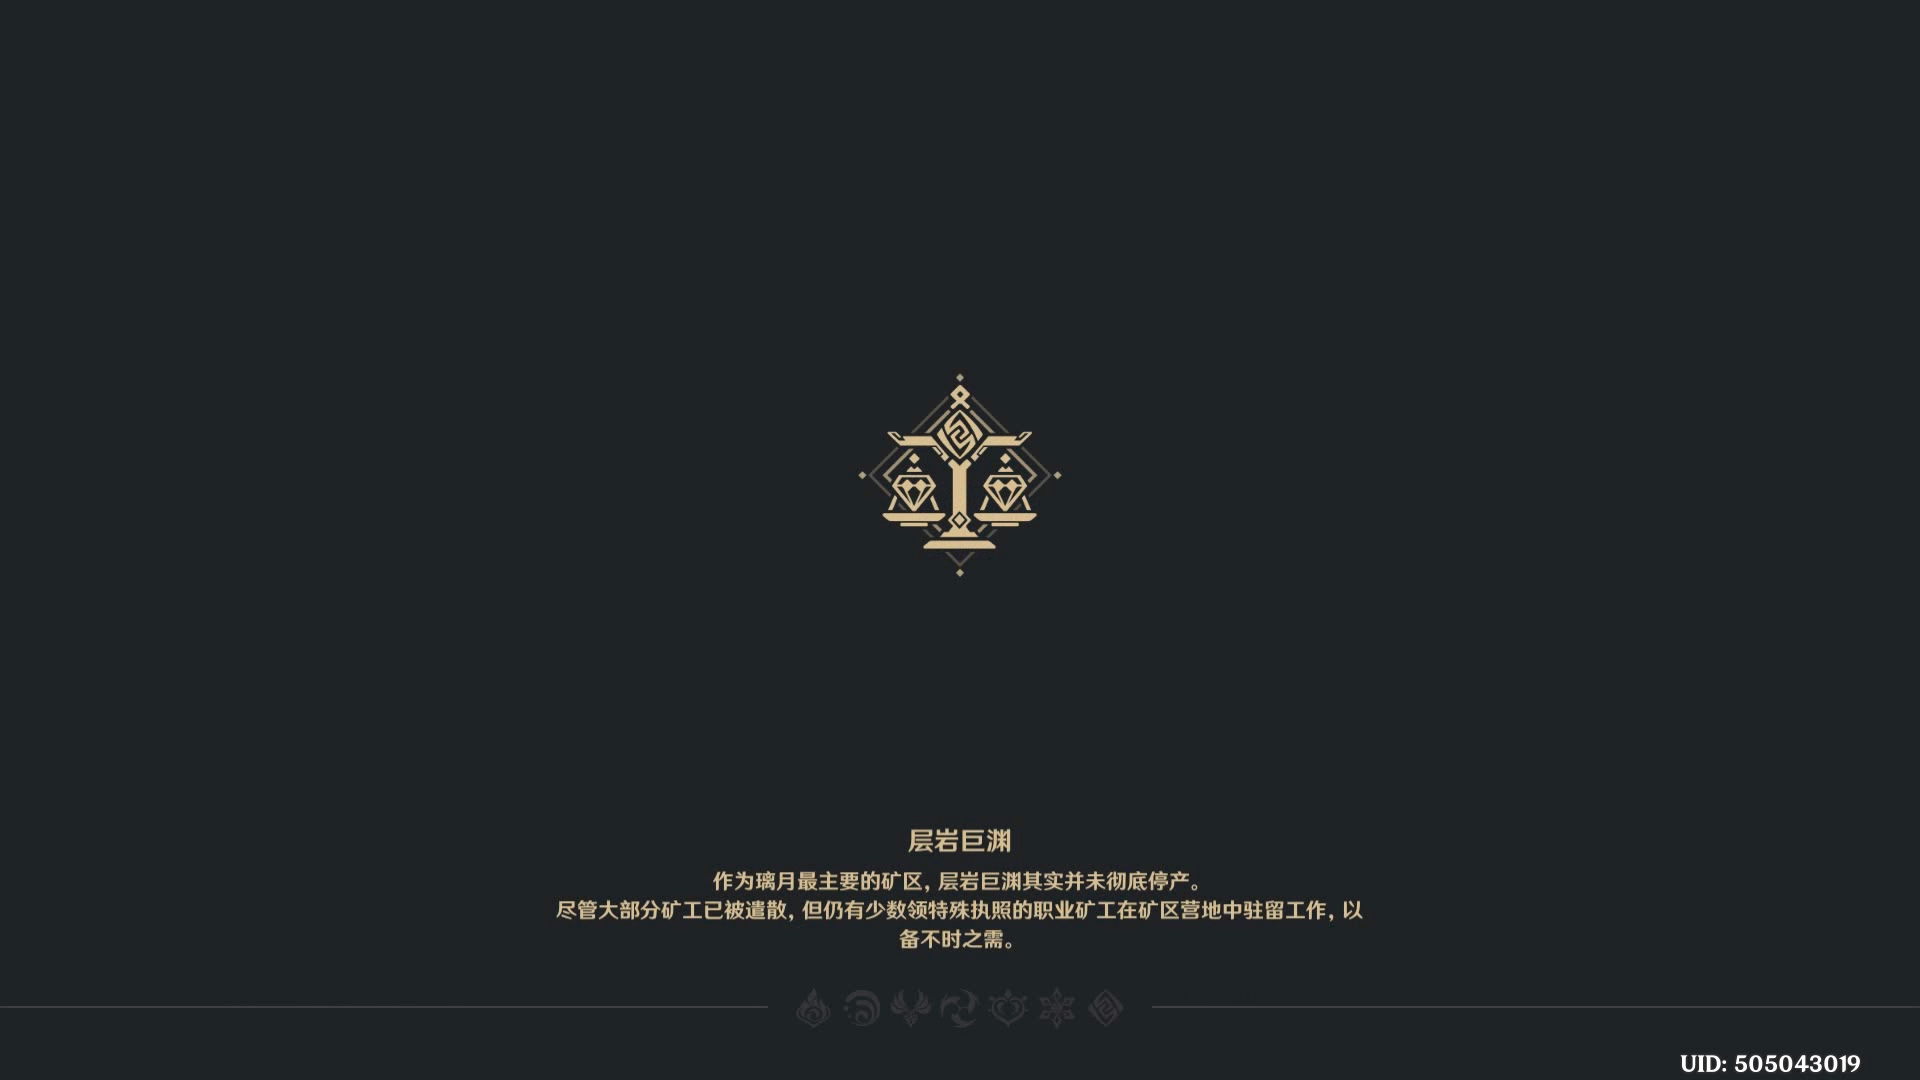 层岩巨渊
作为璃月最主要的矿区，层岩巨渊其实并未彻底停产。
尽管大部分矿工已被遣散，但仍有少数领特殊执照的职业矿工在矿区营地中驻留工作，以
备不时之需。
UID: 505043019